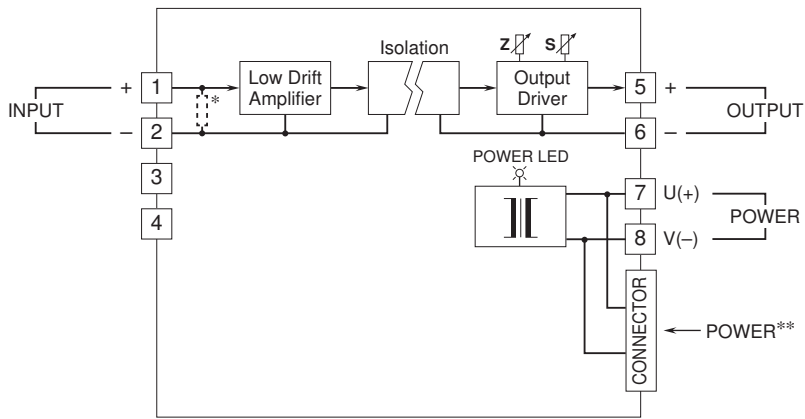 Isolation
Z S
Low Drift
Amplifier
Output
Driver
*
INPUT
+ 1
– 2
3
4
5 +
6 –
OUTPUT
POWER LED
7 U(+)
8 V(–)
POWER
CONNECTOR
POWER**